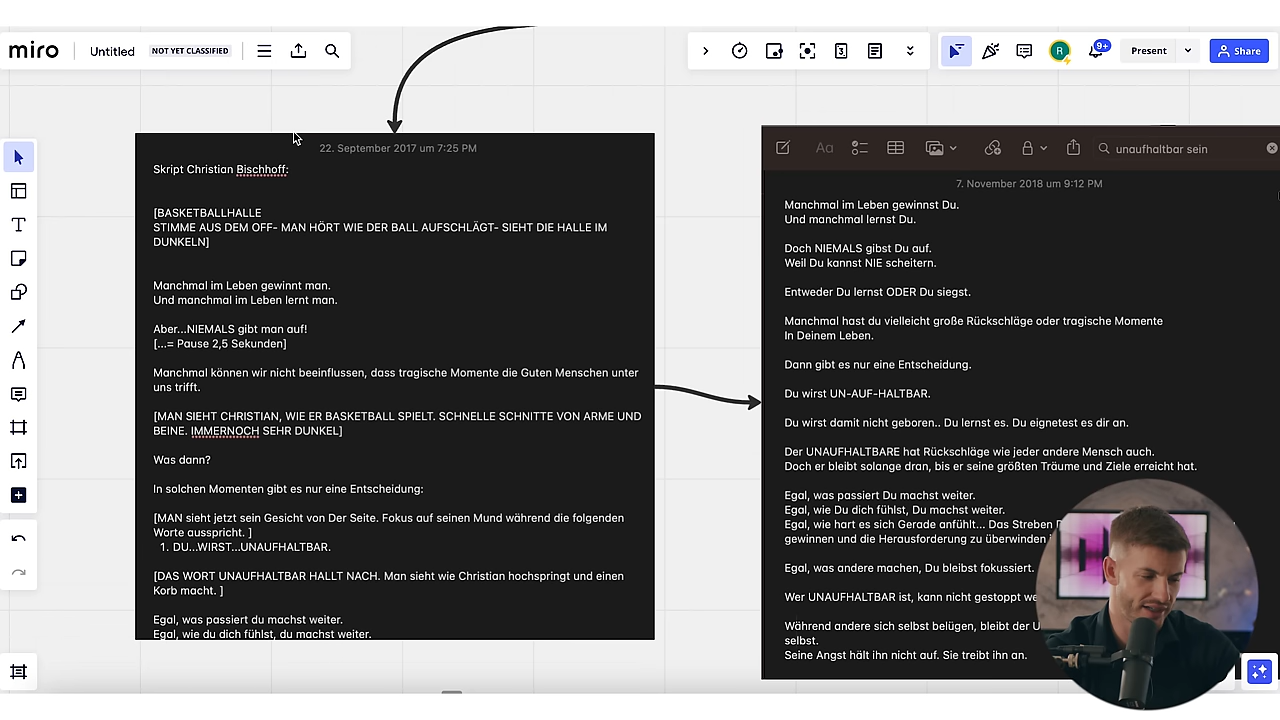 miro
Untitled
NOT YET CLASSIFIED
3
R
9+
Present
Share
22. September 2017 um 7:25 PM
Skript Christian Bischhoff:
[BASKETBALLHALLE
STIMME AUS DEM OFF- MAN HÖRT WIE DER BALL AUFSCHLÄGT- SIEHT DIE HALLE IM
DUNKELN]
Manchmal im Leben gewinnt man.
Und manchmal im Leben lernt man.
Aber...NIEMALS gibt man auf!
[...= Pause 2,5 Sekunden]
Manchmal können wir nicht beeinflussen, dass tragische Momente die Guten Menschen unter
uns trifft.
[MAN SIEHT CHRISTIAN, WIE ER BASKETBALL SPIELT. SCHNELLE SCHNITTE VON ARME UND
BEINE. IMMERNOCH SEHR DUNKEL]
Was dann?
In solchen Momenten gibt es nur eine Entscheidung:
[MAN sieht jetzt sein Gesicht von Der Seite. Fokus auf seinen Mund während die folgenden
Worte ausspricht. ]
1. DU...WIRST...UNAUFHALTBAR.
[DAS WORT UNAUFHALTBAR HALLT NACH. Man sieht wie Christian hochspringt und einen
Korb macht. ]
Egal, was passiert du machst weiter.
Egal, wie du dich fühlst, du machst weiter.
Aa
unaufhaltbar sein
7. November 2018 um 9:12 PM
Manchmal im Leben gewinnst Du.
Und manchmal lernst Du.
Doch NIEMALS gibst Du auf.
Weil Du kannst NIE scheitern.
Entweder Du lernst ODER Du siegst.
Manchmal hast du vielleicht große Rückschläge oder tragische Momente
In Deinem Leben.
Dann gibt es nur eine Entscheidung.
Du wirst UN-AUF-HALTBAR.
Du wirst damit nicht geboren.. Du lernst es. Du eignetest es dir an.
Der UNAUFHALTBARE hat Rückschläge wie jeder andere Mensch auch.
Doch er bleibt solange dran, bis er seine größten Träume und Ziele erreicht hat.
Egal, was passiert Du machst weiter.
Egal, wie Du dich fühlst, Du machst weiter.
Egal, wie hart es sich Gerade anfühlt... Das Streben
gewinnen und die Herausforderung zu überwinden
Egal, was andere machen, Du bleibst fokussiert.
Wer UNAUFHALTBAR ist, kann nicht gestoppt
Während andere sich selbst belügen, bleibt der
selbst.
Seine Angst hält ihn nicht auf. Sie treibt ihn an.